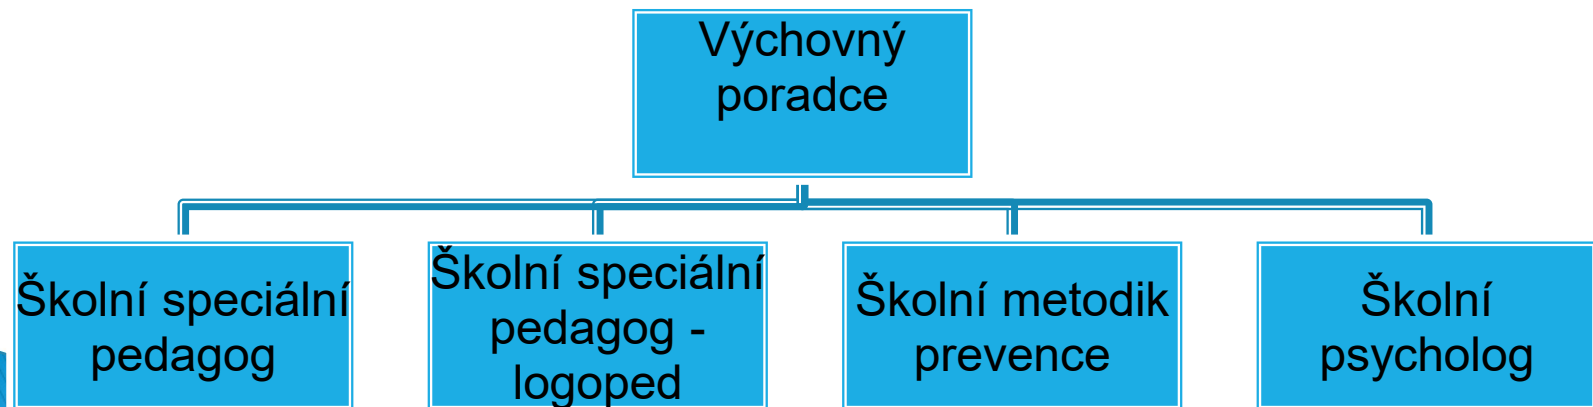 Výchovný
poradce
Školní speciální
pedagog
Školní speciální
pedagog -
logoped
Školní metodik
prevence
Školní
psycholog